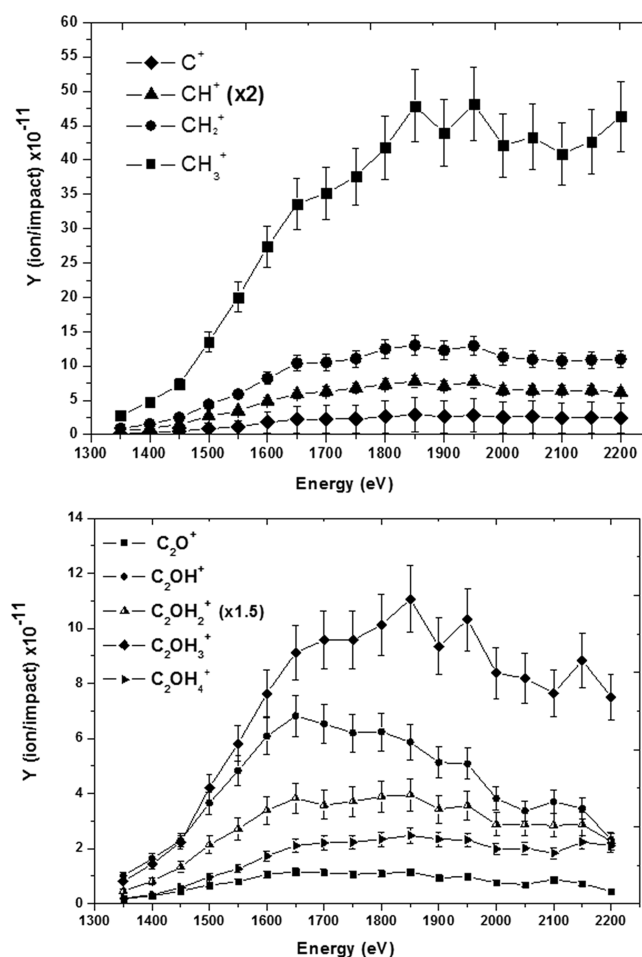 60
55
50
45
40
35
30
25
20
15
10
5
0
Y (ion/impact) x10⁻¹¹
C⁺
CH⁺ (x2)
CH₂⁺
CH₃⁺
1300 1400 1500 1600 1700 1800 1900 2000 2100 2200
Energy (eV)
14
12
10
8
6
4
2
0
Y (ion/impact) x10⁻¹¹
C₂O⁺
C₂OH⁺
C₂OH₂⁺ (x1.5)
C₂OH₃⁺
C₂OH₄⁺
1300 1400 1500 1600 1700 1800 1900 2000 2100 2200
Energy (eV)